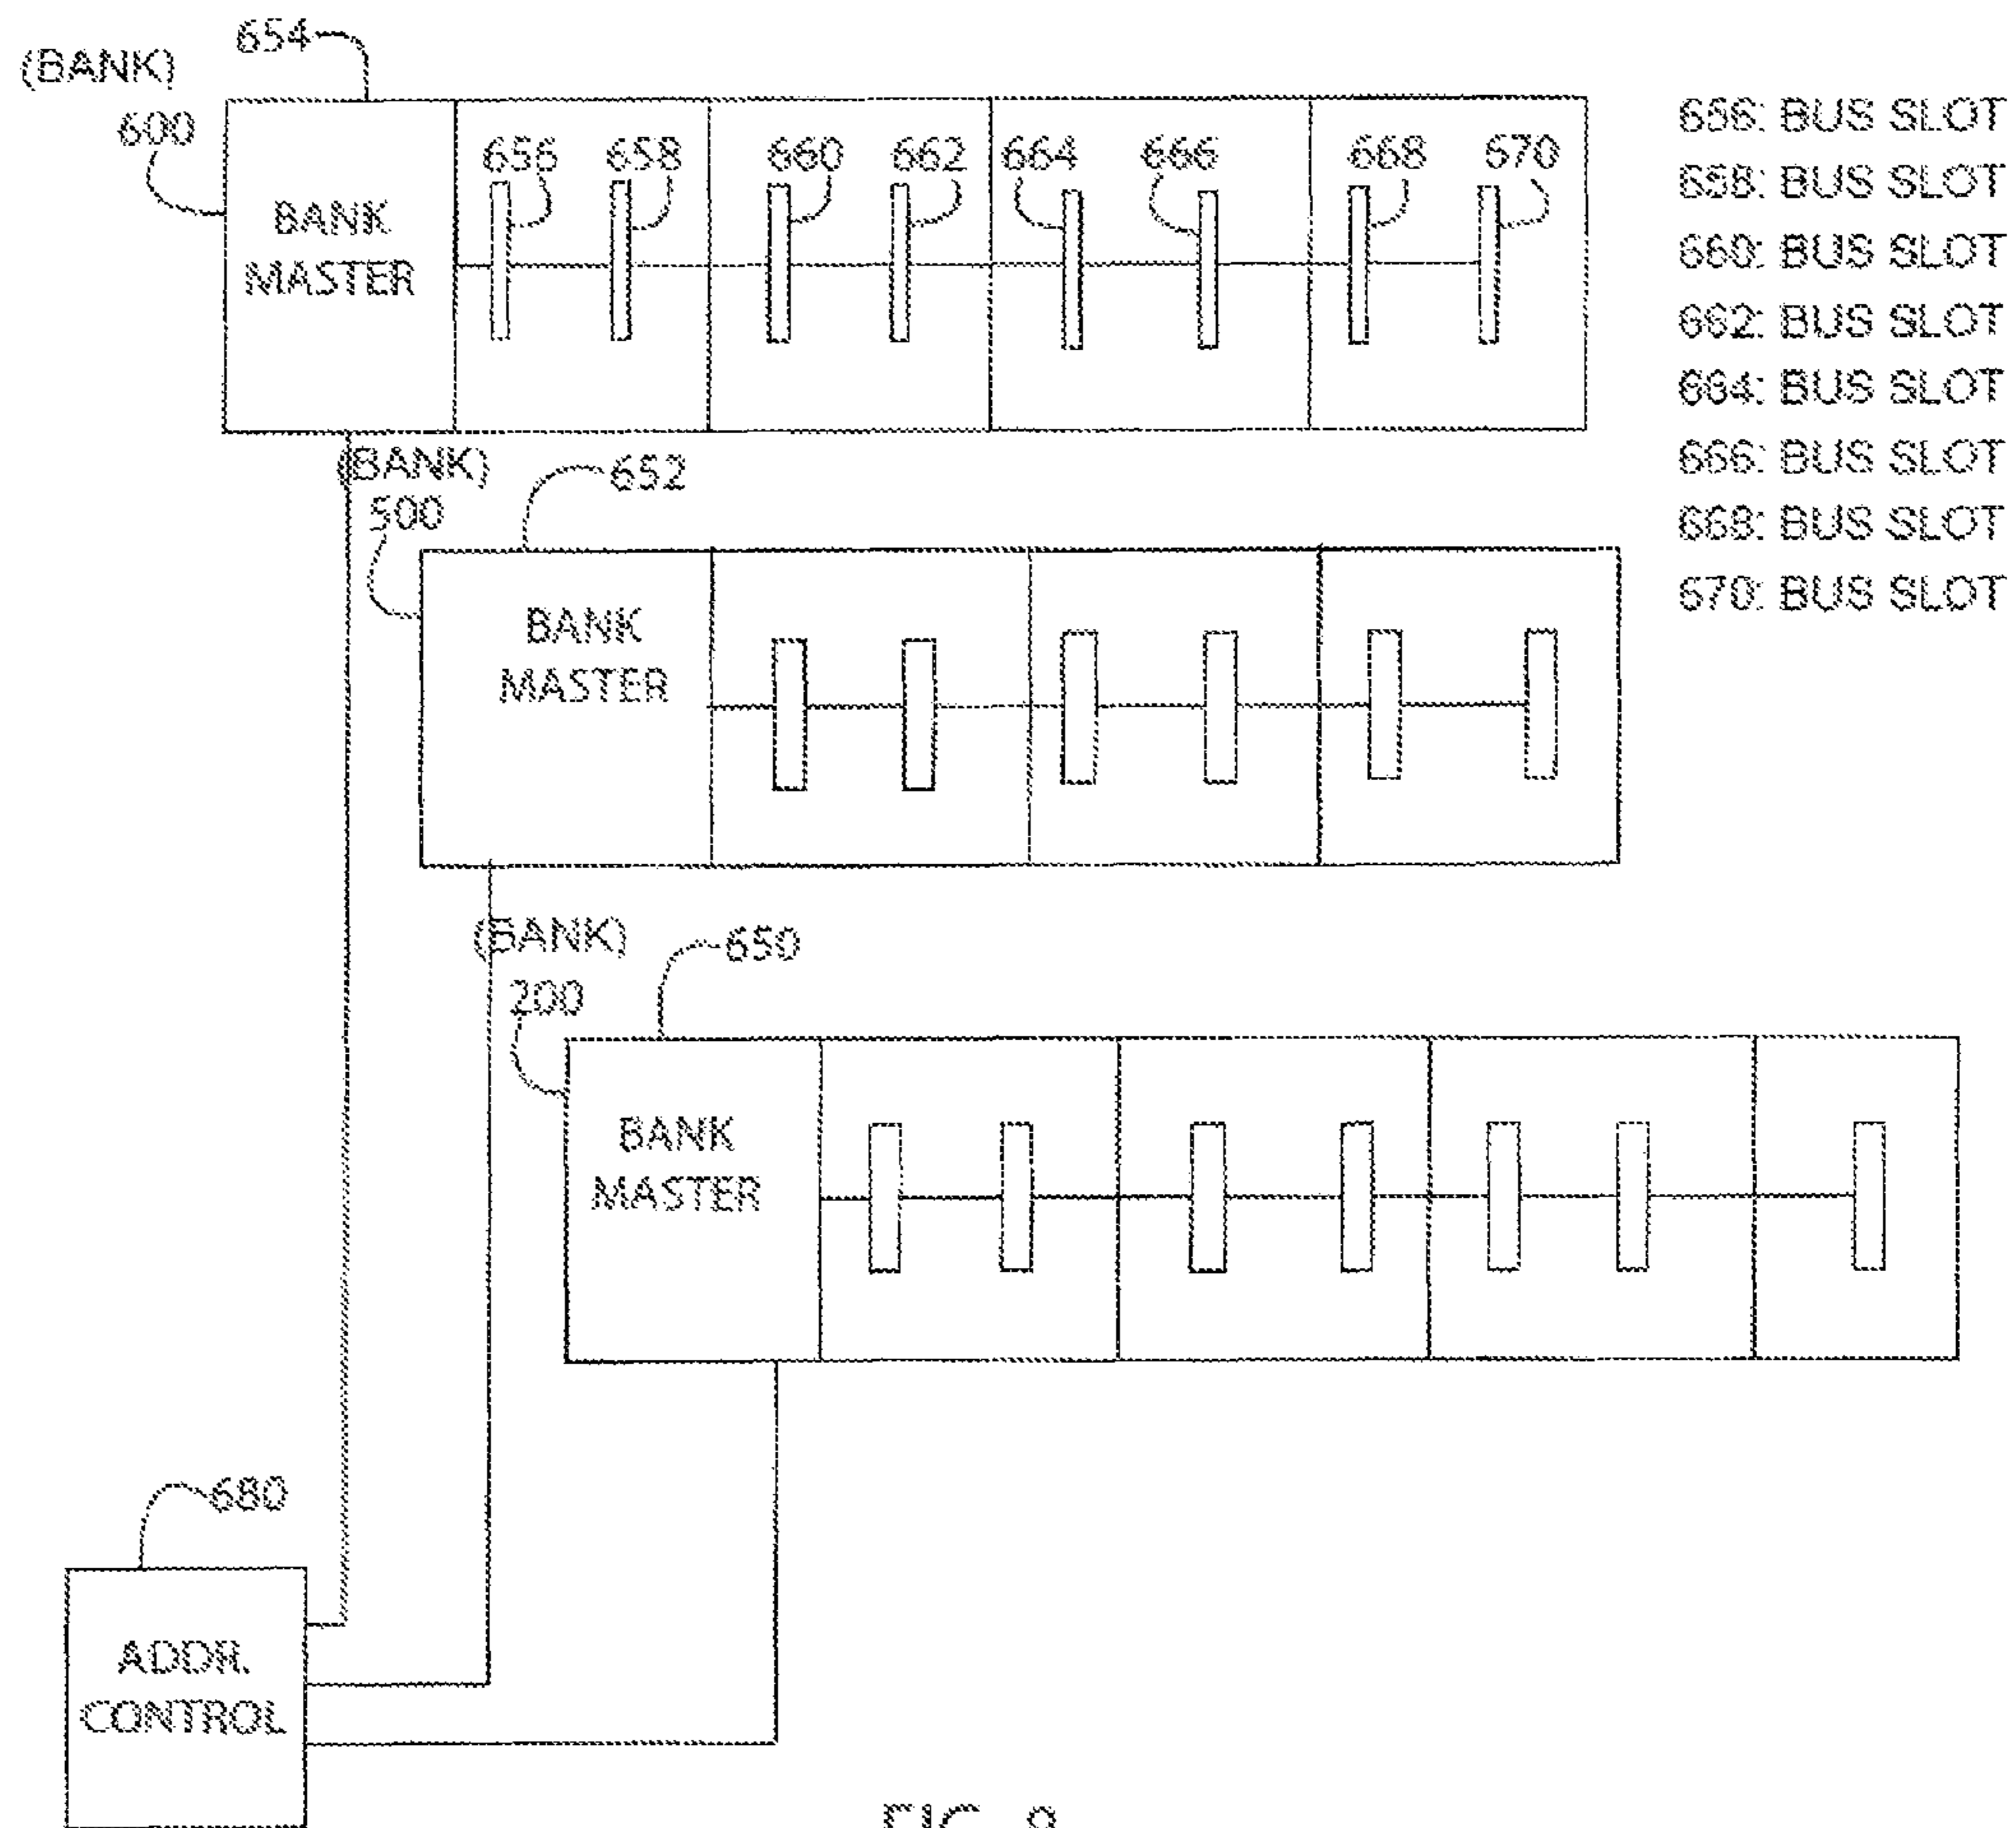 (BANK)
654
600
656 658 660 662 664 666 668 670
BANK
MASTER
656: BUS SLOT
658: BUS SLOT
660: BUS SLOT
662: BUS SLOT
664: BUS SLOT
666: BUS SLOT
668: BUS SLOT
670: BUS SLOT
(BANK)
500
652
BANK
MASTER
(BANK)
200
650
BANK
MASTER
680
ADDR.
CONTROL